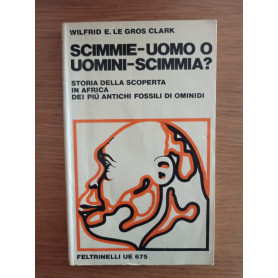 WILFRID E. LE GROS CLARK
SCIMMIE-UOMO O
UOMINI-SCIMMIA?
STORIA DELLA SCOPERTA
IN AFRICA
DEI PIÚ ANTICHI FOSSILI DI OMINIDI
FELTRINELLI UE 675